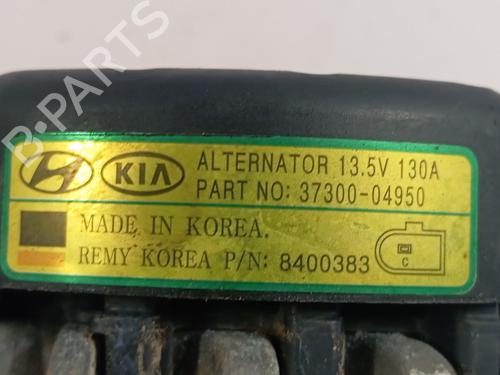 B-PARTS
KIA ALTERNATOR 13.5V 130A
PART NO: 37300-04950
MADE IN KOREA.
REMY KOREA P/N: 8400383
C